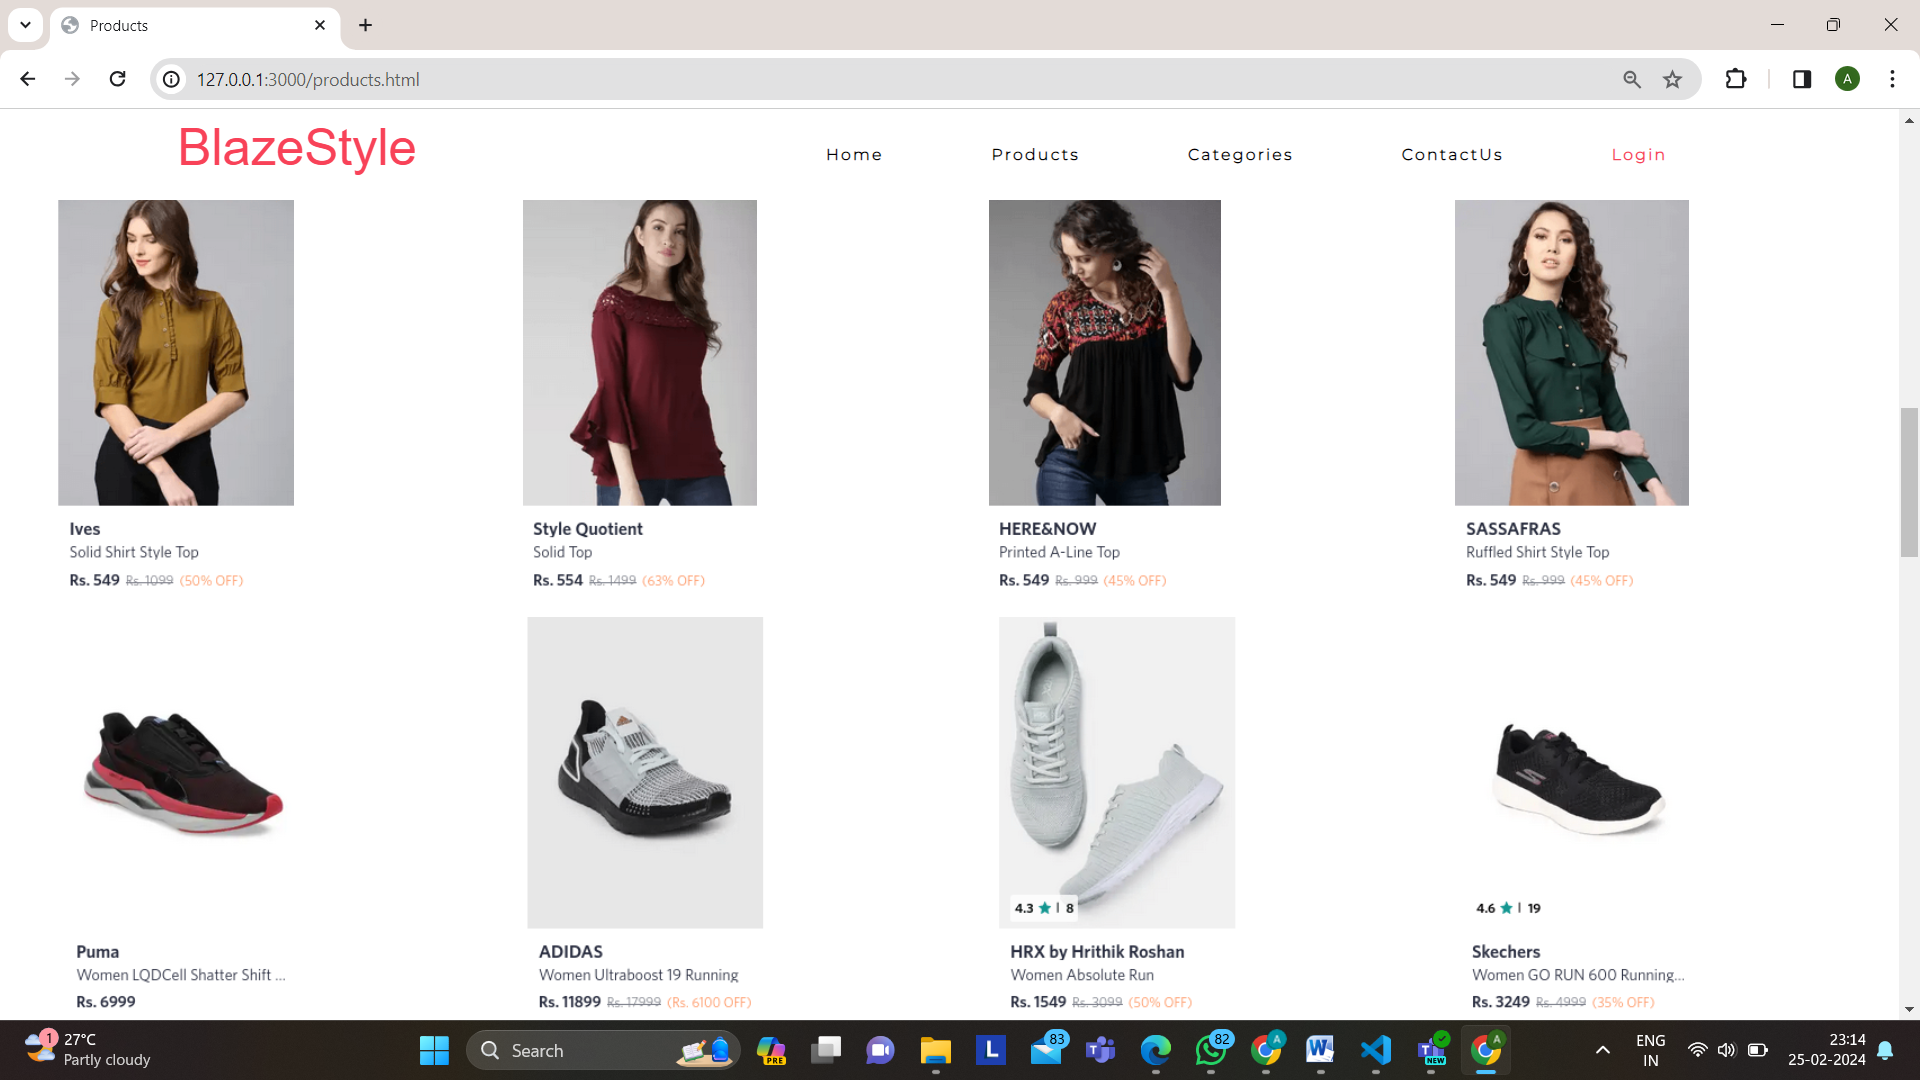 Products
127.0.0.1:3000/products.html
A
BlazeStyle
Home Products Categories ContactUs Login
Ives
Solid Shirt Style Top
Rs. 549 Rs. 1099 (50% OFF)
Style Quotient
Solid Top
Rs. 554 Rs. 1499 (63% OFF)
HERE&NOW
Printed A-Line Top
Rs. 549 Rs. 999 (45% OFF)
SASSAFRAS
Ruffled Shirt Style Top
Rs. 549 Rs. 999 (45% OFF)
4.3 ★ | 8
4.6 ★ | 19
Puma
Women LQDCell Shatter Shift ...
Rs. 6999
ADIDAS
Women Ultraboost 19 Running
Rs. 11899 Rs. 17999 (Rs. 6100 OFF)
HRX by Hrithik Roshan
Women Absolute Run
Rs. 1549 Rs. 3099 (50% OFF)
Skechers
Women GO RUN 600 Running...
Rs. 3249 Rs. 4999 (35% OFF)
1
27°C
Partly cloudy
Search
PRE
L
83
82
A
W
NEW
A
ENG
IN
23:14
25-02-2024